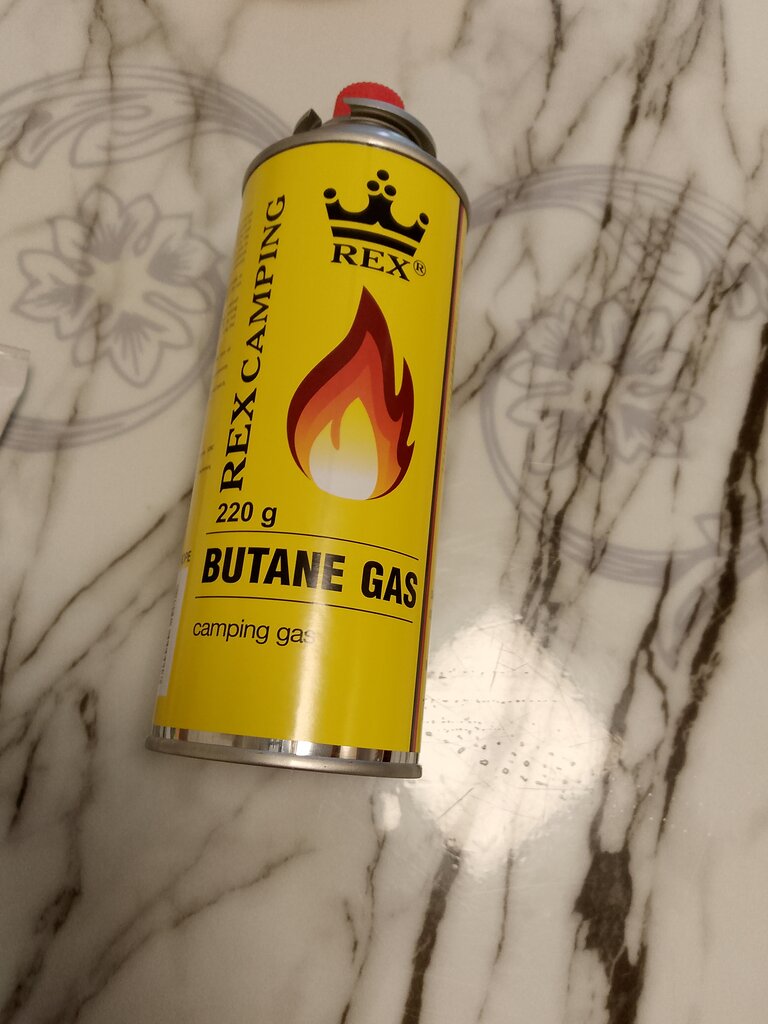 REX®
REX CAMPING
220 g
BUTANE GAS
camping gas